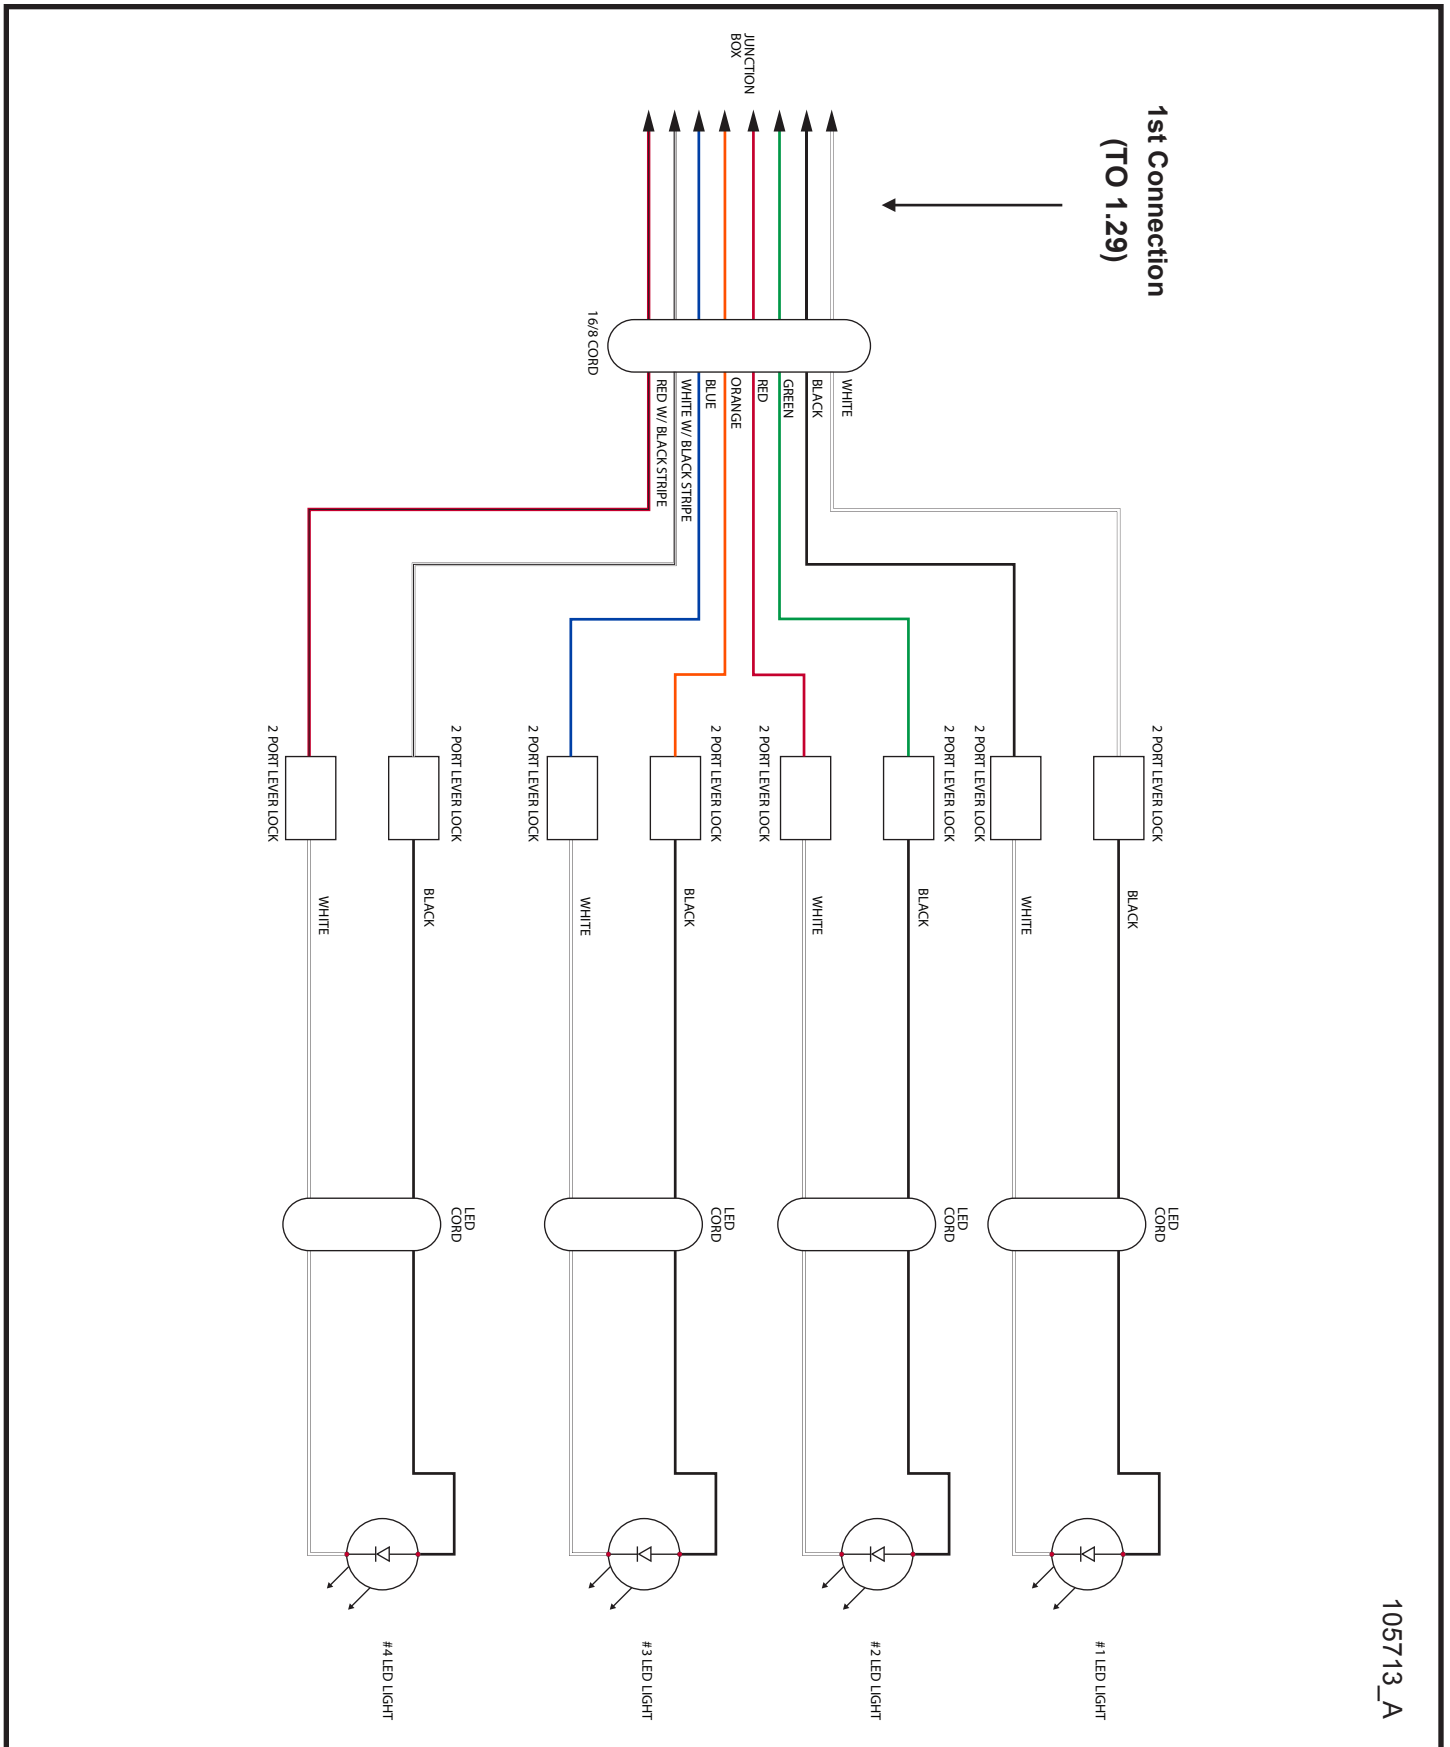 105713_A
1st Connection
(TO 1.29)
JUNCTION
BOX
16/8 CORD
WHITE
BLACK
GREEN
RED
ORANGE
BLUE
WHITE W/ BLACK STRIPE
RED W/ BLACK STRIPE
2 PORT LEVER LOCK
2 PORT LEVER LOCK
2 PORT LEVER LOCK
2 PORT LEVER LOCK
2 PORT LEVER LOCK
2 PORT LEVER LOCK
2 PORT LEVER LOCK
2 PORT LEVER LOCK
BLACK
WHITE
BLACK
WHITE
BLACK
WHITE
BLACK
WHITE
LED
CORD
LED
CORD
LED
CORD
LED
CORD
#1 LED LIGHT
#2 LED LIGHT
#3 LED LIGHT
#4 LED LIGHT